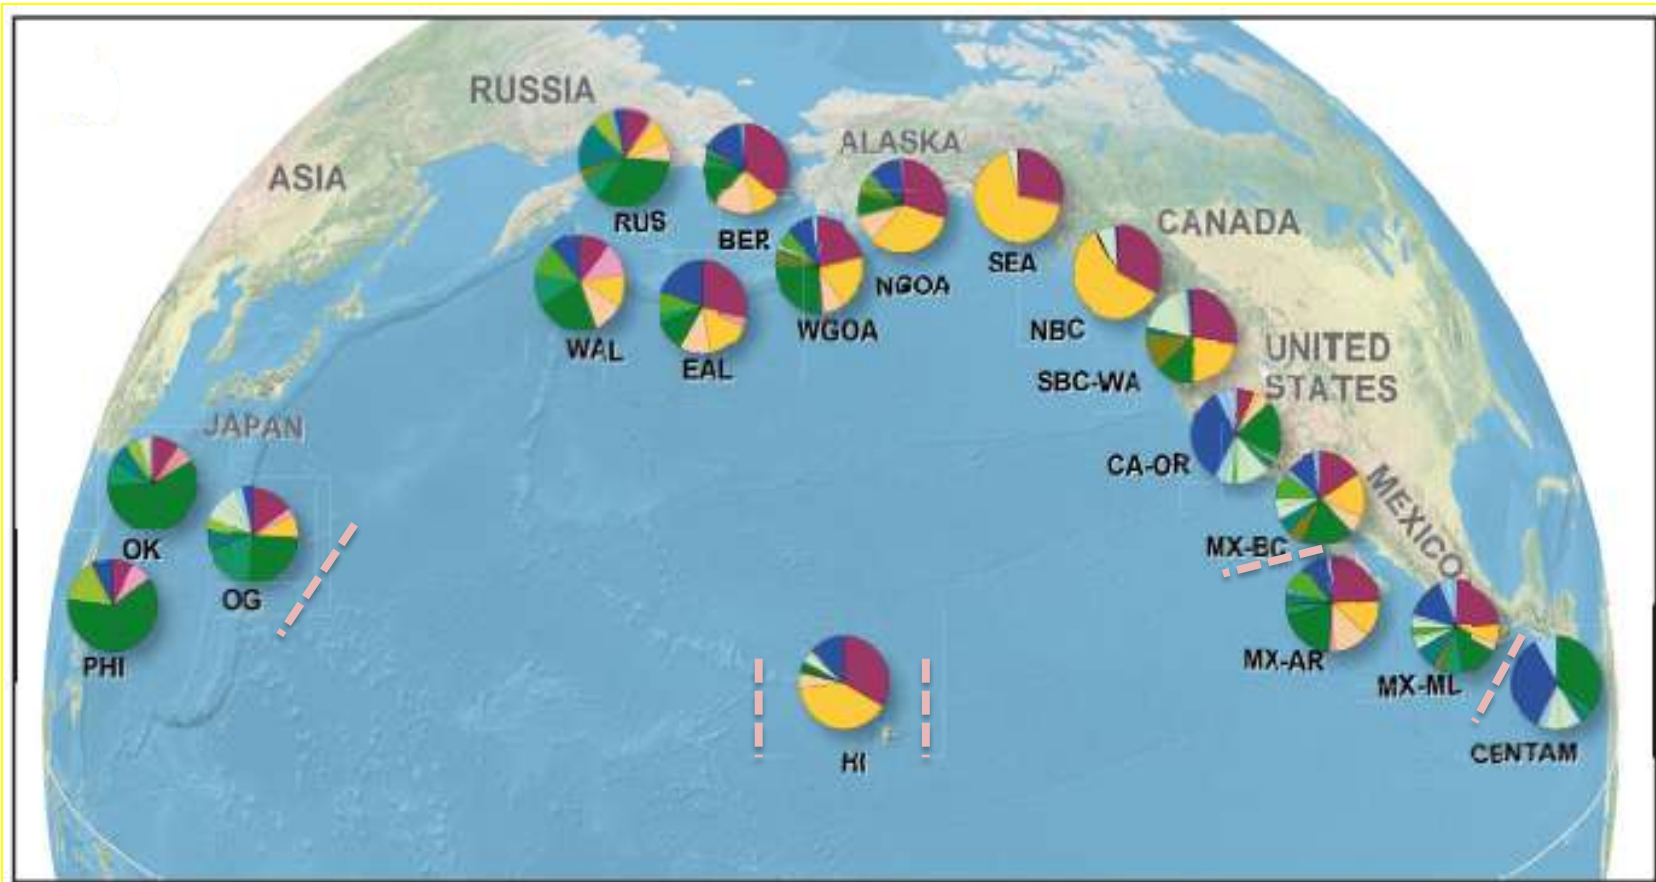 RUSSIA
ALASKA
ASIA
CANADA
RUS
BER
SEA
NGOA
WGOA
NBC
WAL
EAL
SBC-WA
UNITED
STATES
JAPAN
CA-OR
MEXICO
OK
MX-BC
OG
PHI
MX-AR
MX-ML
CENTAM
HI